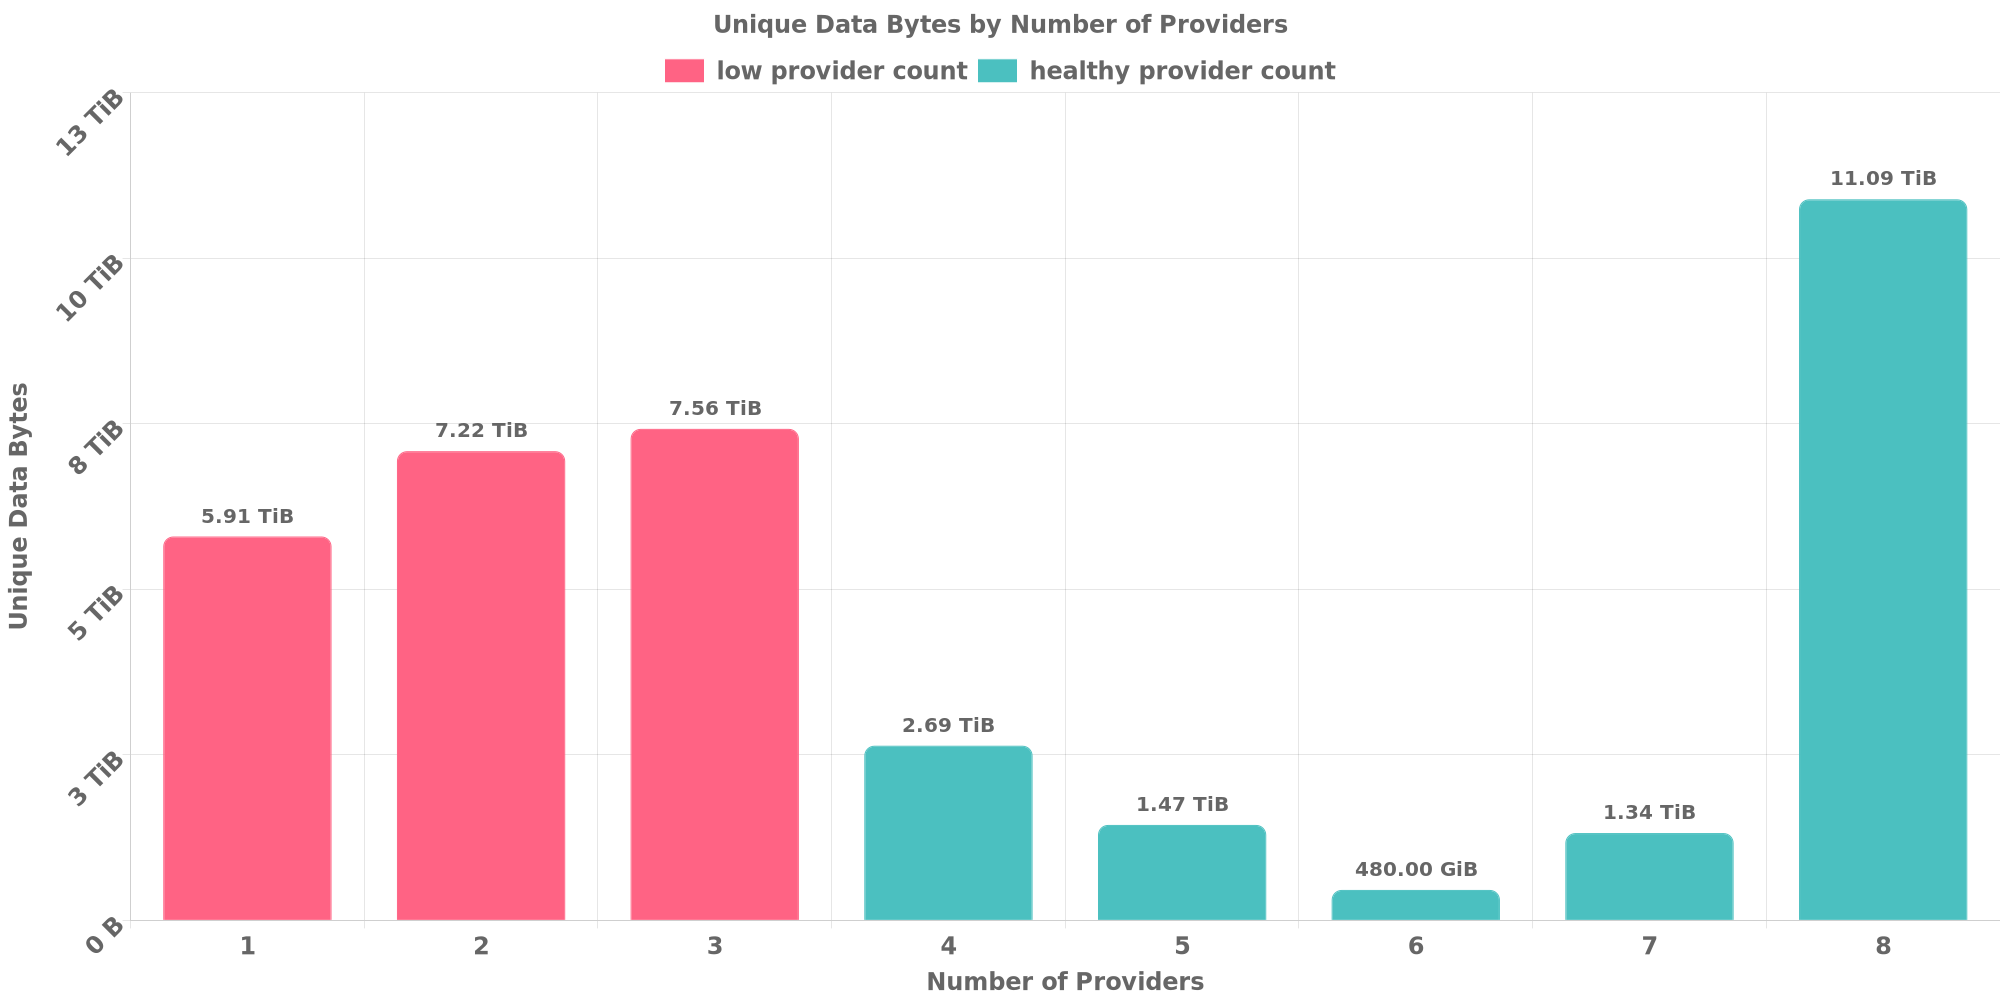 Unique Data Bytes by Number of Providers
low provider count
healthy provider count
13 TiB
10 TiB
8 TiB
5 TiB
3 TiB
0 B
Unique Data Bytes
5.91 TiB
7.22 TiB
7.56 TiB
2.69 TiB
1.47 TiB
480.00 GiB
1.34 TiB
11.09 TiB
1 2 3 4 5 6 7 8
Number of Providers